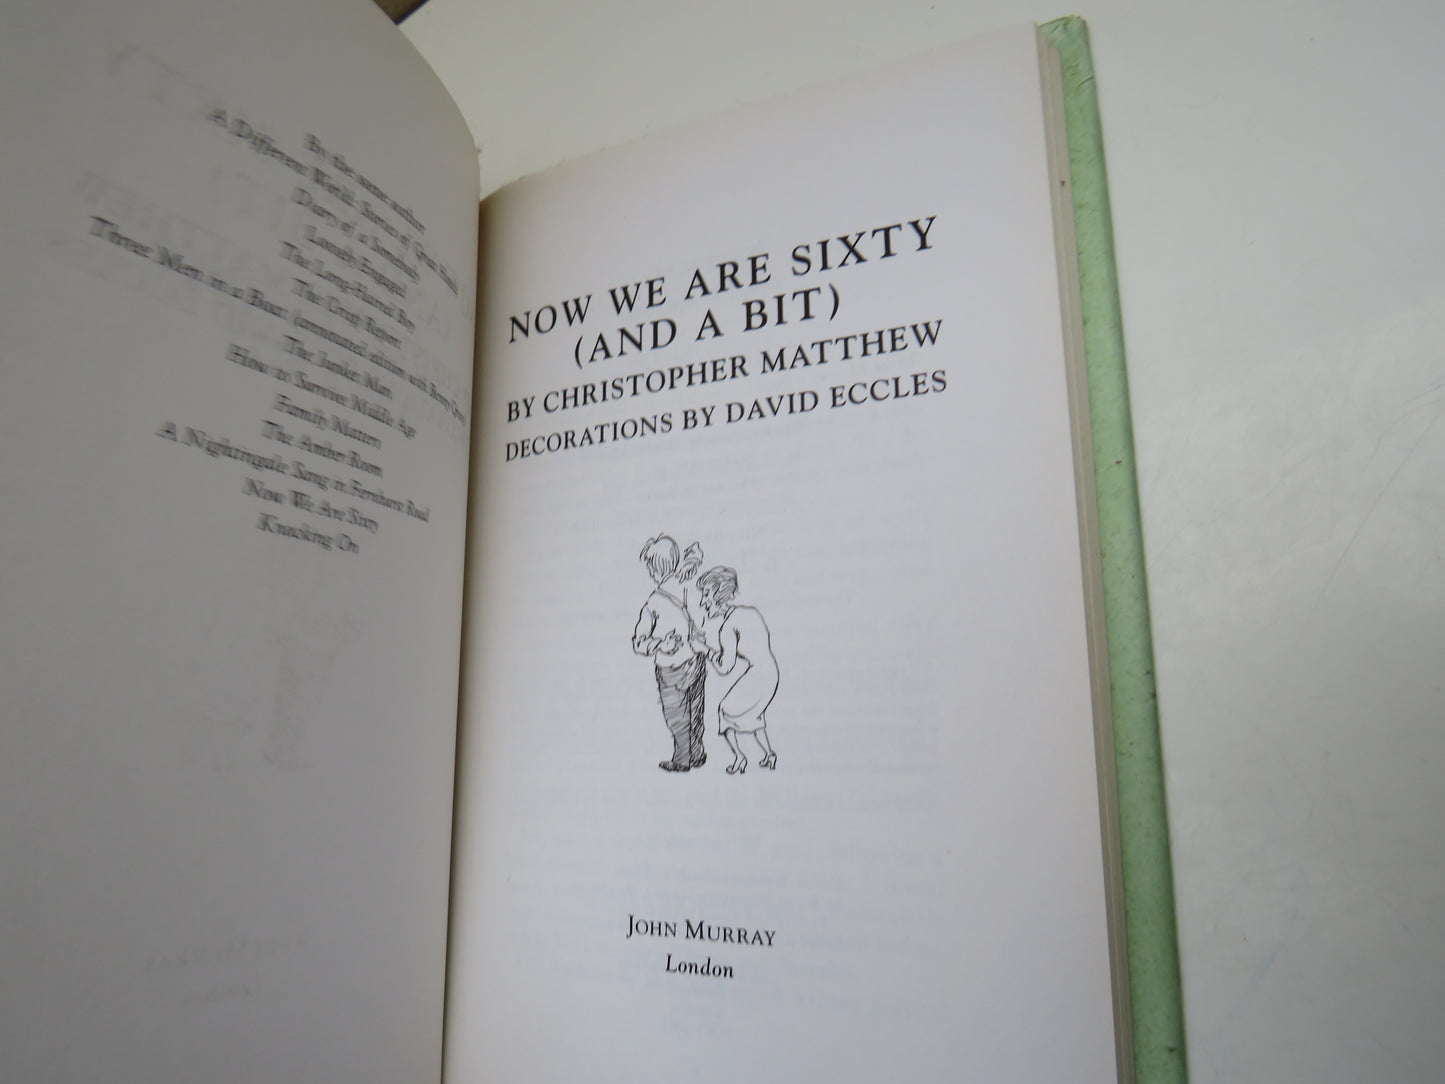 By the same author
A Different World: Stories of Great Hotels
Diary of a Somebody
Loosely Engaged
The Long-Haired Boy
The Crisp Report
Three Men in a Boat (annotated edition with Benny Green)
The Junket Man
How to Survive Middle Age
Family Matters
The Amber Room
A Nightingale Sang in Fernhurst Road
Now We Are Sixty
Knocking On
NOW WE ARE SIXTY
(AND A BIT)
BY CHRISTOPHER MATTHEW
DECORATIONS BY DAVID ECCLES
JOHN MURRAY
London